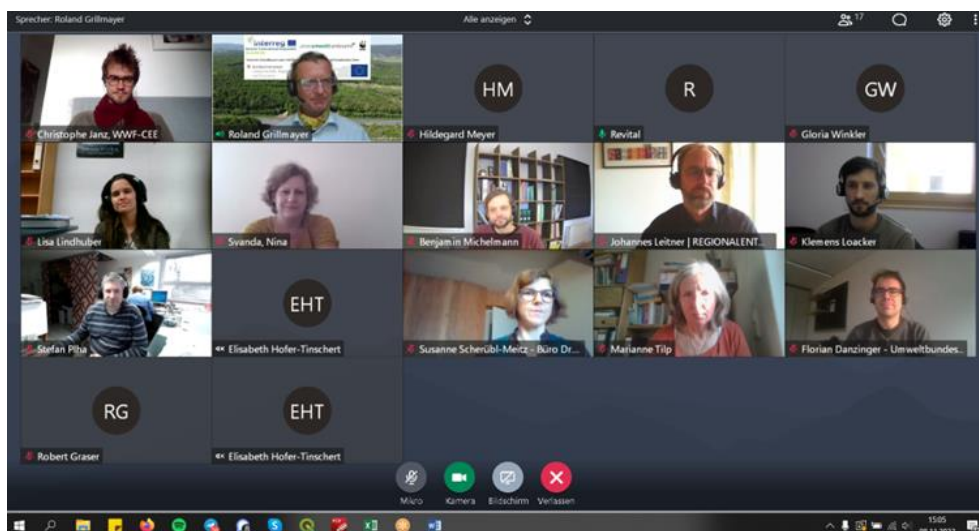 Sprecher: Roland Grillmayer
Alle anzeigen
17
Christophe Janz, WWF-CEE
interreg
Roland Grillmayer
HM
Hildegard Meyer
R
Revital
GW
Gloria Winkler
Lisa Lindhuber
Svanda, Nina
Benjamin Michelmann
Johannes Leitner | REGIONALENT...
Klemens Loacker
Stefan Plha
EHT
Elisabeth Hofer-Tinschert
Susanne Scherübl-Meitz - Büro Dr...
Marianne Tilp
Florian Danzinger - Umweltbundes...
RG
Robert Graser
EHT
Elisabeth Hofer-Tinschert
Mikro
Kamera
Bildschirm
Verlassen
15:05